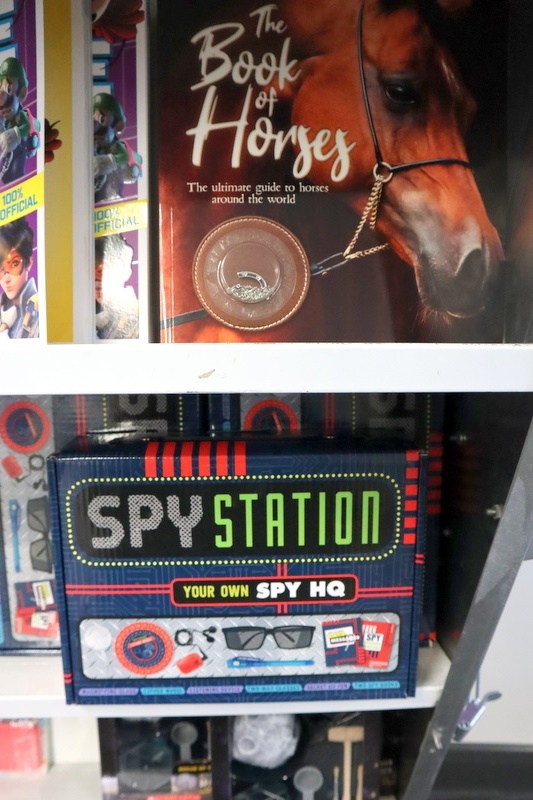 The
Book
of
Horses
The ultimate guide to horses
around the world
100%
OFFICIAL
100%
OFFICIAL
SPY STATION
YOUR OWN SPY HQ
SPY